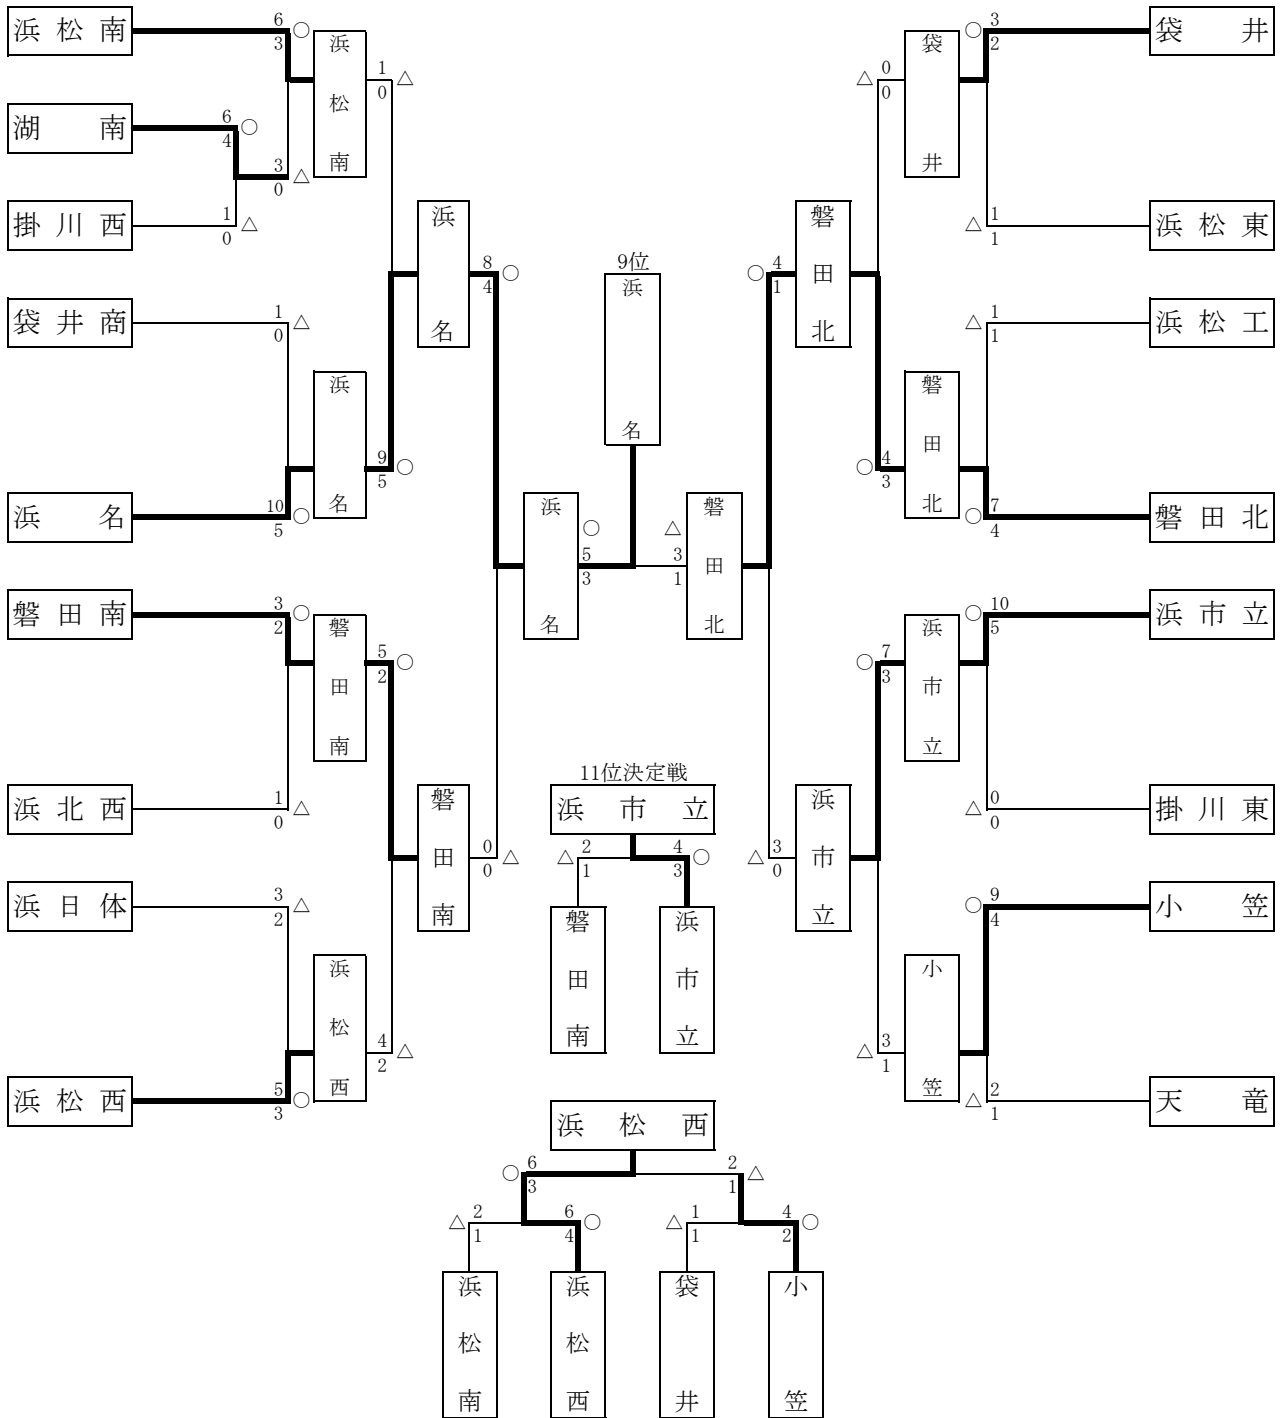 浜松南
6
3
○
浜松南
1
0
△
湖南
6
4
○
3
0
△
掛川西
1
0
△
袋井商
1
0
△
浜名
9
5
○
浜名
10
5
○
浜名
8
4
○
磐田南
3
2
○
磐田南
5
2
○
浜北西
1
0
△
磐田南
0
0
△
浜日体
3
2
△
浜松西
4
2
△
浜松西
5
3
○
浜名
○
5
3
9位
浜名
△
3
1
磐田北
袋井
3
2
○
袋井
0
0
△
浜松東
1
1
△
磐田北
4
1
○
浜松工
1
1
△
磐田北
4
3
○
磐田北
7
4
○
浜市立
10
5
○
浜市立
7
3
○
掛川東
0
0
△
浜市立
3
0
△
小笠
9
4
○
小笠
3
1
△
天竜
2
1
△
11位決定戦
浜市立
△
2
1
4
3
○
磐田南
浜市立
浜松西
○
6
3
2
1
△
△
2
1
6
4
○
△
1
1
4
2
○
浜松南
浜松西
袋井
小笠